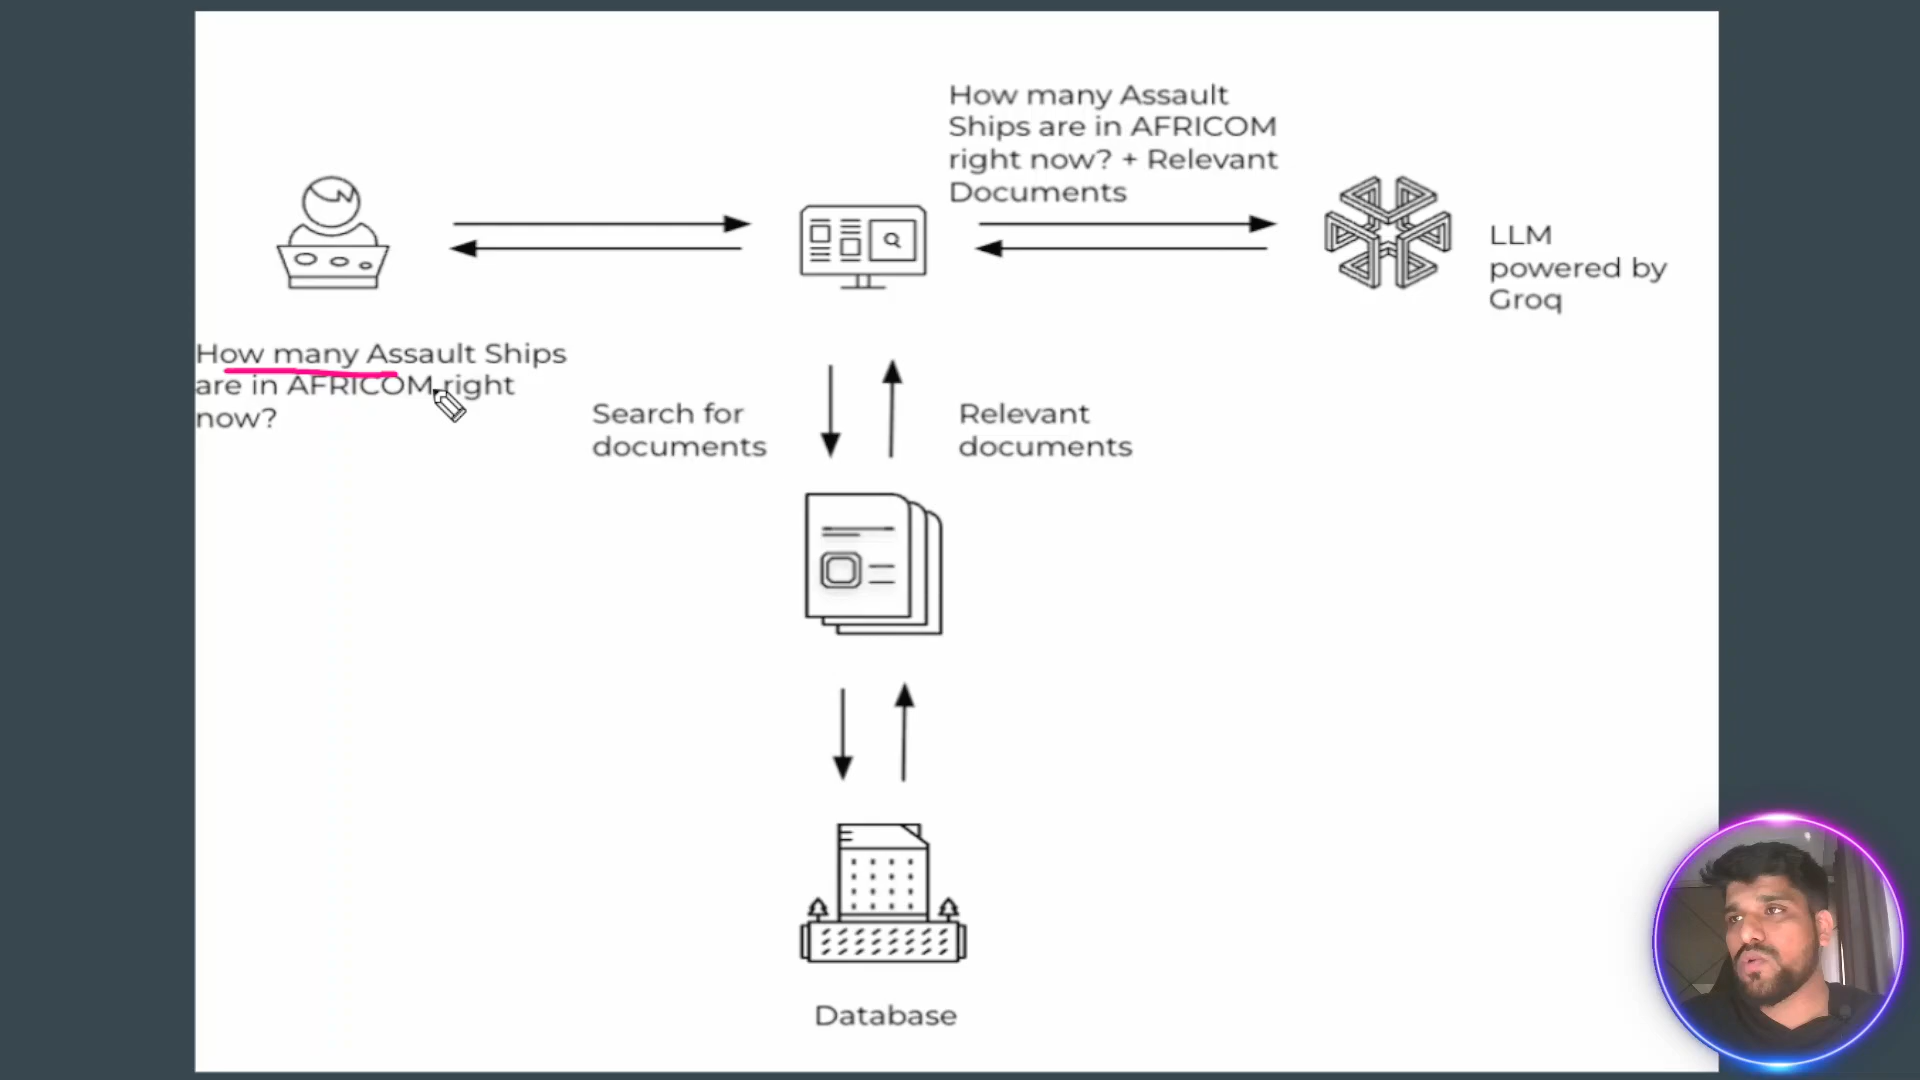 How many Assault
Ships are in AFRICOM
right now? + Relevant
Documents
LLM
powered by
Groq
How many Assault Ships
are in AFRICOM right
now?
Search for
documents
Relevant
documents
Database